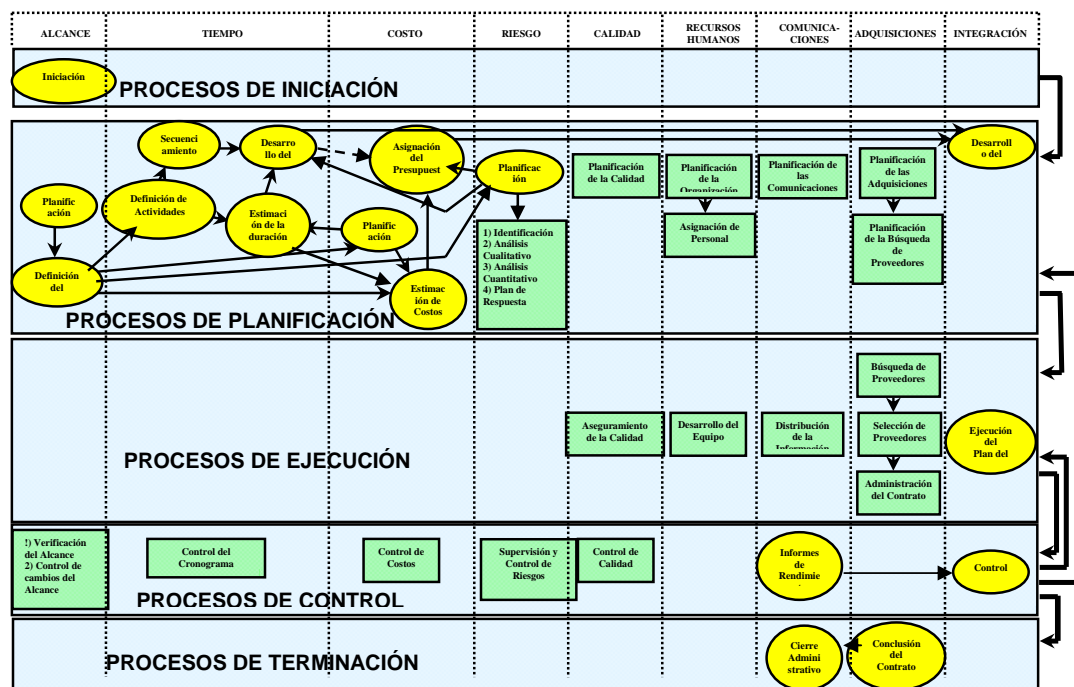 ALCANCE
TIEMPO
COSTO
RIESGO
CALIDAD
RECURSOS
HUMANOS
COMUNICA-
CIONES
ADQUISICIONES
INTEGRACIÓN
Iniciación
PROCESOS DE INICIACIÓN
Secuenci
amiento
Desarro
llo del
Asignación
del
Presupuest
Planificac
ión
Planificación
de la Calidad
Planificación
de la
Organización
Planificación de
las
Comunicaciones
Planificación
de las
Adquisiciones
Desarroll
o del
Planific
ación
Definición de
Actividades
Estimaci
ón de la
duración
Planific
ación
1) Identificación
2) Análisis
Cualitativo
3) Análisis
Cuantitativo
4) Plan de
Respuesta
Asignación de
Personal
Planificación
de la Búsqueda
de
Proveedores
Definición
del
Estimac
ión de
Costos
PROCESOS DE PLANIFICACIÓN
Búsqueda de
Proveedores
Aseguramiento
de la Calidad
Desarrollo del
Equipo
Distribución
de la
Información
Selección de
Proveedores
Ejecución
del
Plan del
PROCESOS DE EJECUCIÓN
Administración
del Contrato
!) Verificación
del Alcance
2) Control de
cambios del
Alcance
Control del
Cronograma
Control de
Costos
Supervisión y
Control de
Riesgos
Control de
Calidad
Informes
de
Rendimie
Control
PROCESOS DE CONTROL
PROCESOS DE TERMINACIÓN
Cierre
Admini
strativo
Conclusión
del
Contrato